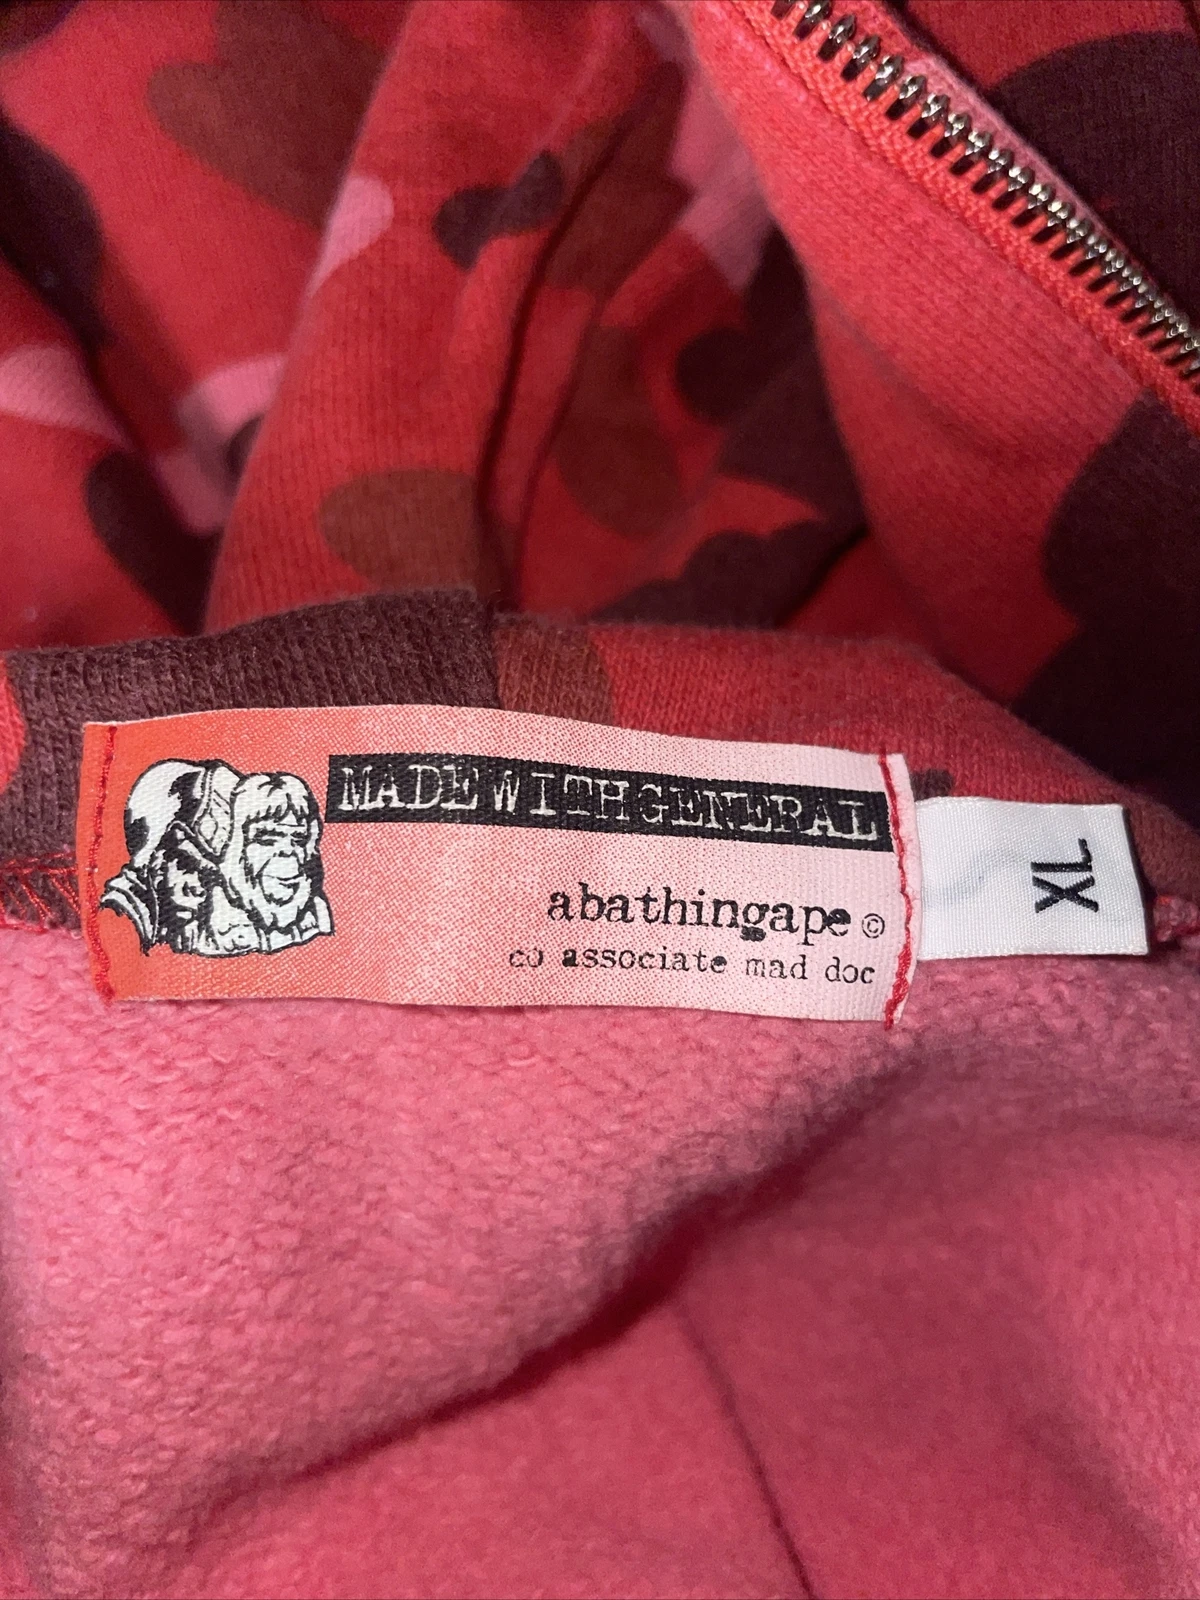 MADE WITH GENERAL
abathingape ©
co associate mad doc
XL